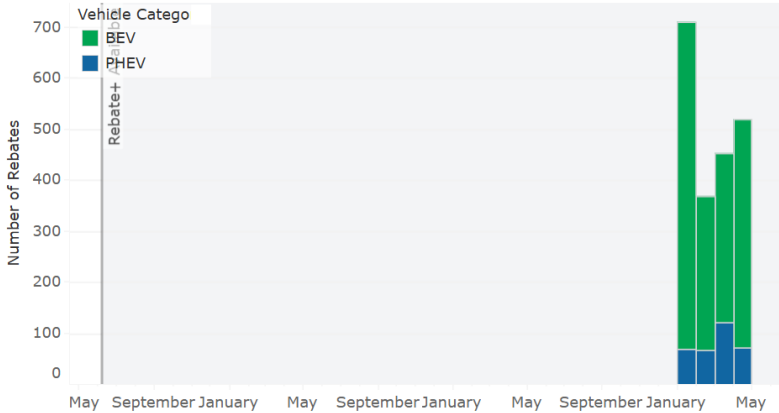 Vehicle Catego
BEV
PHEV
Rebate+
Number of Rebates
700
600
500
400
300
200
100
0
May September January May September January May September January May